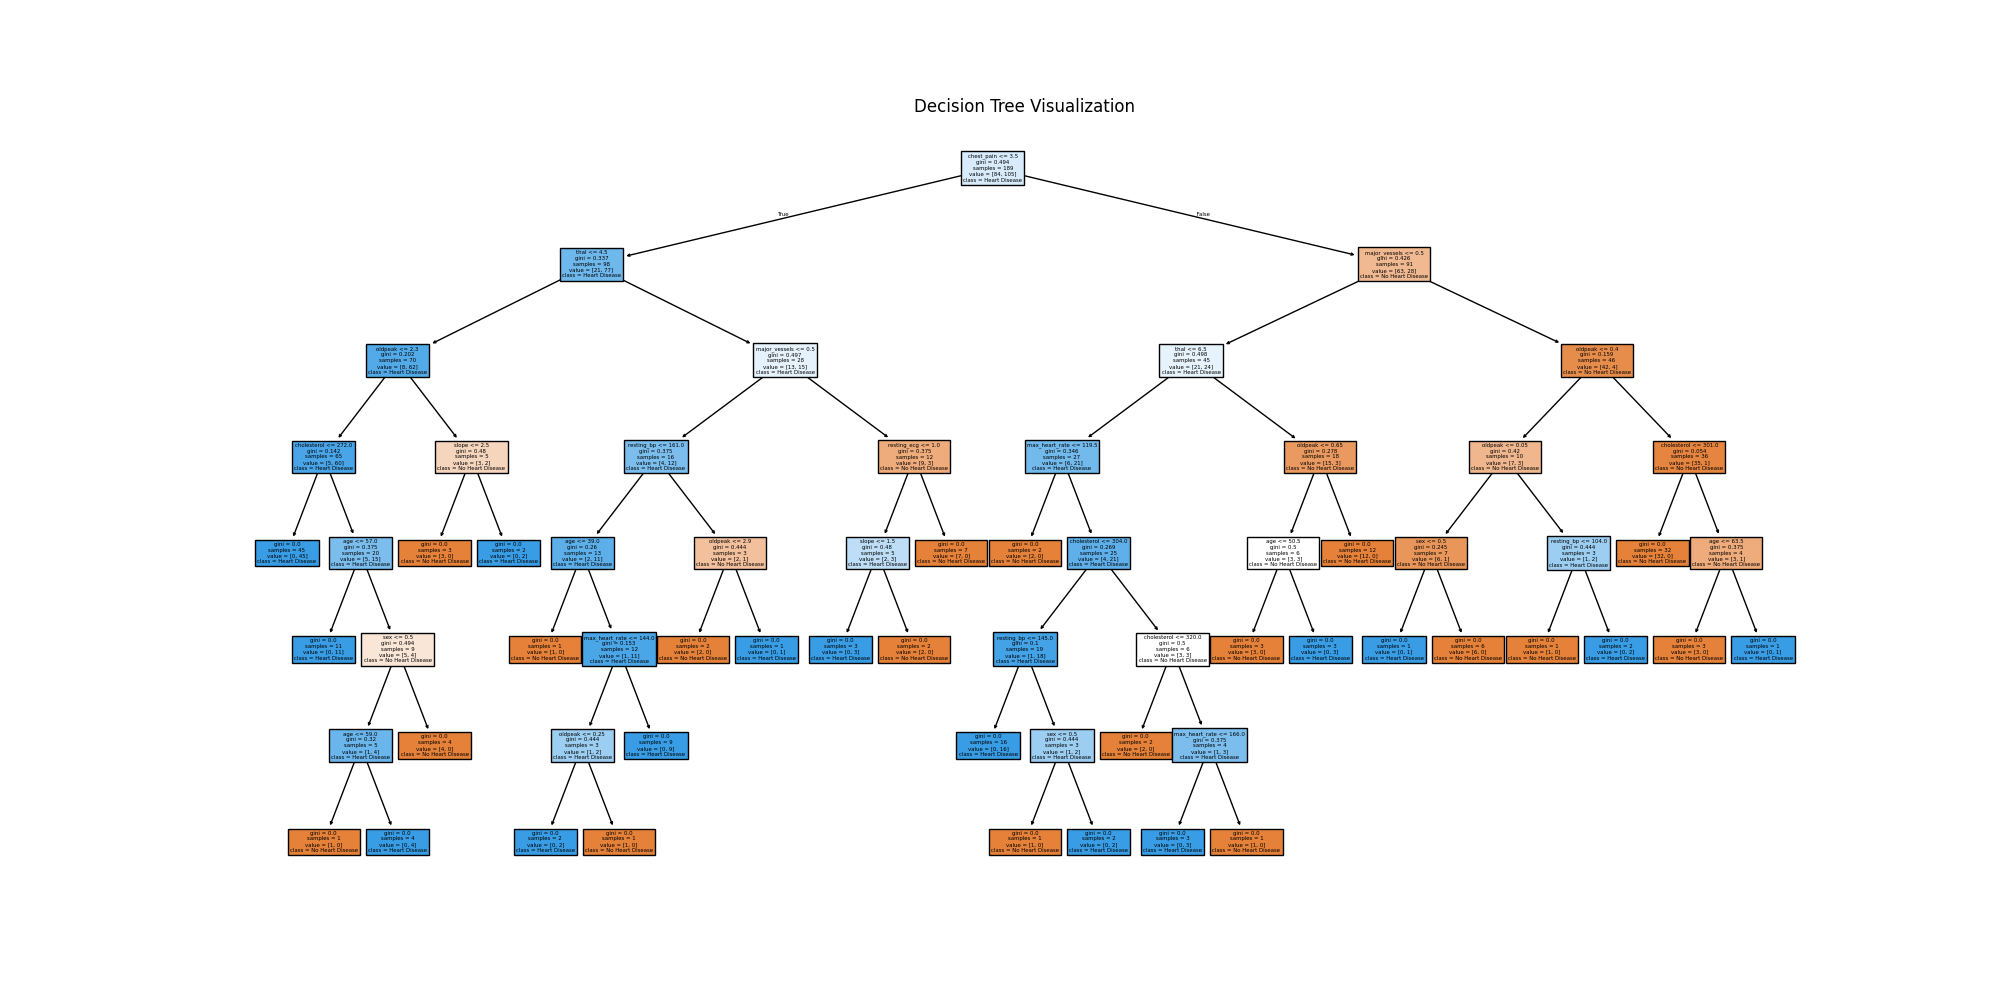 Decision Tree Visualization
chest_pain <= 3.5
gini = 0.494
samples = 189
value = [84, 105]
class = Heart Disease
True
False
thal <= 4.5
gini = 0.337
samples = 98
value = [21, 77]
class = Heart Disease
major_vessels <= 0.5
gini = 0.426
samples = 91
value = [63, 28]
class = No Heart Disease
oldpeak <= 2.3
gini = 0.202
samples = 70
value = [8, 62]
class = Heart Disease
major_vessels <= 0.5
gini = 0.497
samples = 28
value = [13, 15]
class = Heart Disease
thal <= 6.5
gini = 0.498
samples = 45
value = [21, 24]
class = Heart Disease
oldpeak <= 0.4
gini = 0.159
samples = 46
value = [42, 4]
class = No Heart Disease
cholesterol <= 272.0
gini = 0.142
samples = 65
value = [5, 60]
class = Heart Disease
slope <= 2.5
gini = 0.48
samples = 5
value = [3, 2]
class = No Heart Disease
resting_bp <= 161.0
gini = 0.375
samples = 16
value = [4, 12]
class = Heart Disease
resting_ecg <= 1.0
gini = 0.375
samples = 12
value = [9, 3]
class = No Heart Disease
max_heart_rate <= 119.5
gini = 0.346
samples = 27
value = [6, 21]
class = Heart Disease
oldpeak <= 0.65
gini = 0.278
samples = 18
value = [15, 3]
class = No Heart Disease
oldpeak <= 0.05
gini = 0.42
samples = 10
value = [7, 3]
class = No Heart Disease
cholesterol <= 301.0
gini = 0.054
samples = 36
value = [35, 1]
class = No Heart Disease
gini = 0.0
samples = 45
value = [0, 45]
class = Heart Disease
age <= 57.0
gini = 0.375
samples = 20
value = [5, 15]
class = Heart Disease
gini = 0.0
samples = 3
value = [3, 0]
class = No Heart Disease
gini = 0.0
samples = 2
value = [0, 2]
class = Heart Disease
age <= 39.0
gini = 0.26
samples = 13
value = [2, 11]
class = Heart Disease
oldpeak <= 2.9
gini = 0.444
samples = 3
value = [2, 1]
class = No Heart Disease
slope <= 1.5
gini = 0.48
samples = 5
value = [2, 3]
class = Heart Disease
gini = 0.0
samples = 7
value = [7, 0]
class = No Heart Disease
gini = 0.0
samples = 2
value = [2, 0]
class = No Heart Disease
cholesterol <= 304.0
gini = 0.269
samples = 25
value = [4, 21]
class = Heart Disease
age <= 50.5
gini = 0.5
samples = 6
value = [3, 3]
class = No Heart Disease
gini = 0.0
samples = 12
value = [12, 0]
class = No Heart Disease
sex <= 0.5
gini = 0.245
samples = 7
value = [6, 1]
class = No Heart Disease
resting_bp <= 104.0
gini = 0.444
samples = 3
value = [1, 2]
class = Heart Disease
gini = 0.0
samples = 32
value = [32, 0]
class = No Heart Disease
age <= 63.5
gini = 0.375
samples = 4
value = [3, 1]
class = No Heart Disease
gini = 0.0
samples = 11
value = [0, 11]
class = Heart Disease
sex <= 0.5
gini = 0.494
samples = 9
value = [5, 4]
class = No Heart Disease
gini = 0.0
samples = 1
value = [1, 0]
class = No Heart Disease
max_heart_rate <= 144.0
gini = 0.153
samples = 12
value = [1, 11]
class = Heart Disease
gini = 0.0
samples = 2
value = [2, 0]
class = No Heart Disease
gini = 0.0
samples = 1
value = [0, 1]
class = Heart Disease
gini = 0.0
samples = 3
value = [0, 3]
class = Heart Disease
gini = 0.0
samples = 2
value = [2, 0]
class = No Heart Disease
resting_bp <= 145.0
gini = 0.1
samples = 19
value = [1, 18]
class = Heart Disease
cholesterol <= 320.0
gini = 0.5
samples = 6
value = [3, 3]
class = No Heart Disease
gini = 0.0
samples = 3
value = [3, 0]
class = No Heart Disease
gini = 0.0
samples = 3
value = [0, 3]
class = Heart Disease
gini = 0.0
samples = 1
value = [0, 1]
class = Heart Disease
gini = 0.0
samples = 6
value = [6, 0]
class = No Heart Disease
gini = 0.0
samples = 1
value = [1, 0]
class = No Heart Disease
gini = 0.0
samples = 2
value = [0, 2]
class = Heart Disease
gini = 0.0
samples = 3
value = [3, 0]
class = No Heart Disease
gini = 0.0
samples = 1
value = [0, 1]
class = Heart Disease
age <= 59.0
gini = 0.32
samples = 5
value = [1, 4]
class = Heart Disease
gini = 0.0
samples = 4
value = [4, 0]
class = No Heart Disease
oldpeak <= 0.25
gini = 0.444
samples = 3
value = [1, 2]
class = Heart Disease
gini = 0.0
samples = 9
value = [0, 9]
class = Heart Disease
gini = 0.0
samples = 16
value = [0, 16]
class = Heart Disease
sex <= 0.5
gini = 0.444
samples = 3
value = [1, 2]
class = Heart Disease
gini = 0.0
samples = 2
value = [2, 0]
class = No Heart Disease
max_heart_rate <= 166.0
gini = 0.375
samples = 4
value = [1, 3]
class = Heart Disease
gini = 0.0
samples = 1
value = [1, 0]
class = No Heart Disease
gini = 0.0
samples = 4
value = [0, 4]
class = Heart Disease
gini = 0.0
samples = 2
value = [0, 2]
class = Heart Disease
gini = 0.0
samples = 1
value = [1, 0]
class = No Heart Disease
gini = 0.0
samples = 1
value = [1, 0]
class = No Heart Disease
gini = 0.0
samples = 2
value = [0, 2]
class = Heart Disease
gini = 0.0
samples = 3
value = [0, 3]
class = Heart Disease
gini = 0.0
samples = 1
value = [1, 0]
class = No Heart Disease